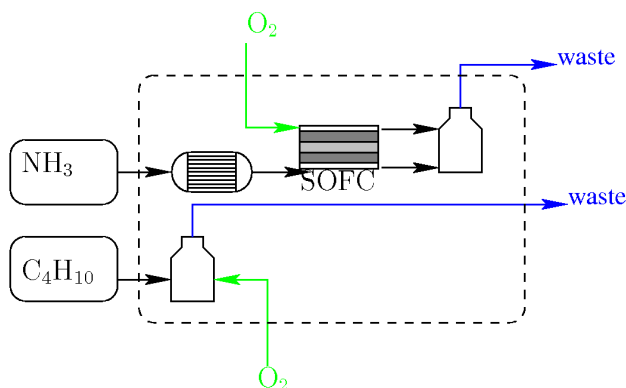 O₂
waste
NH₃
SOFC
waste
C₄H₁₀
O₂